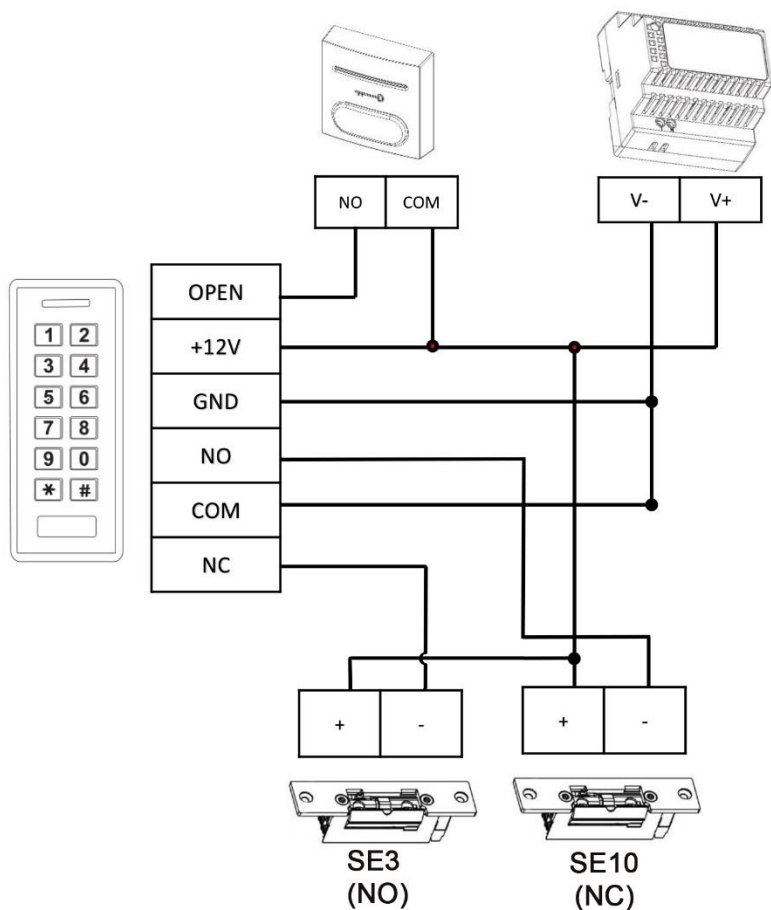 NO COM
V- V+
OPEN
+12V
GND
NO
COM
NC
1 2
3 4
5 6
7 8
9 0
* #
+ -
+ -
SE3
(NO)
SE10
(NC)